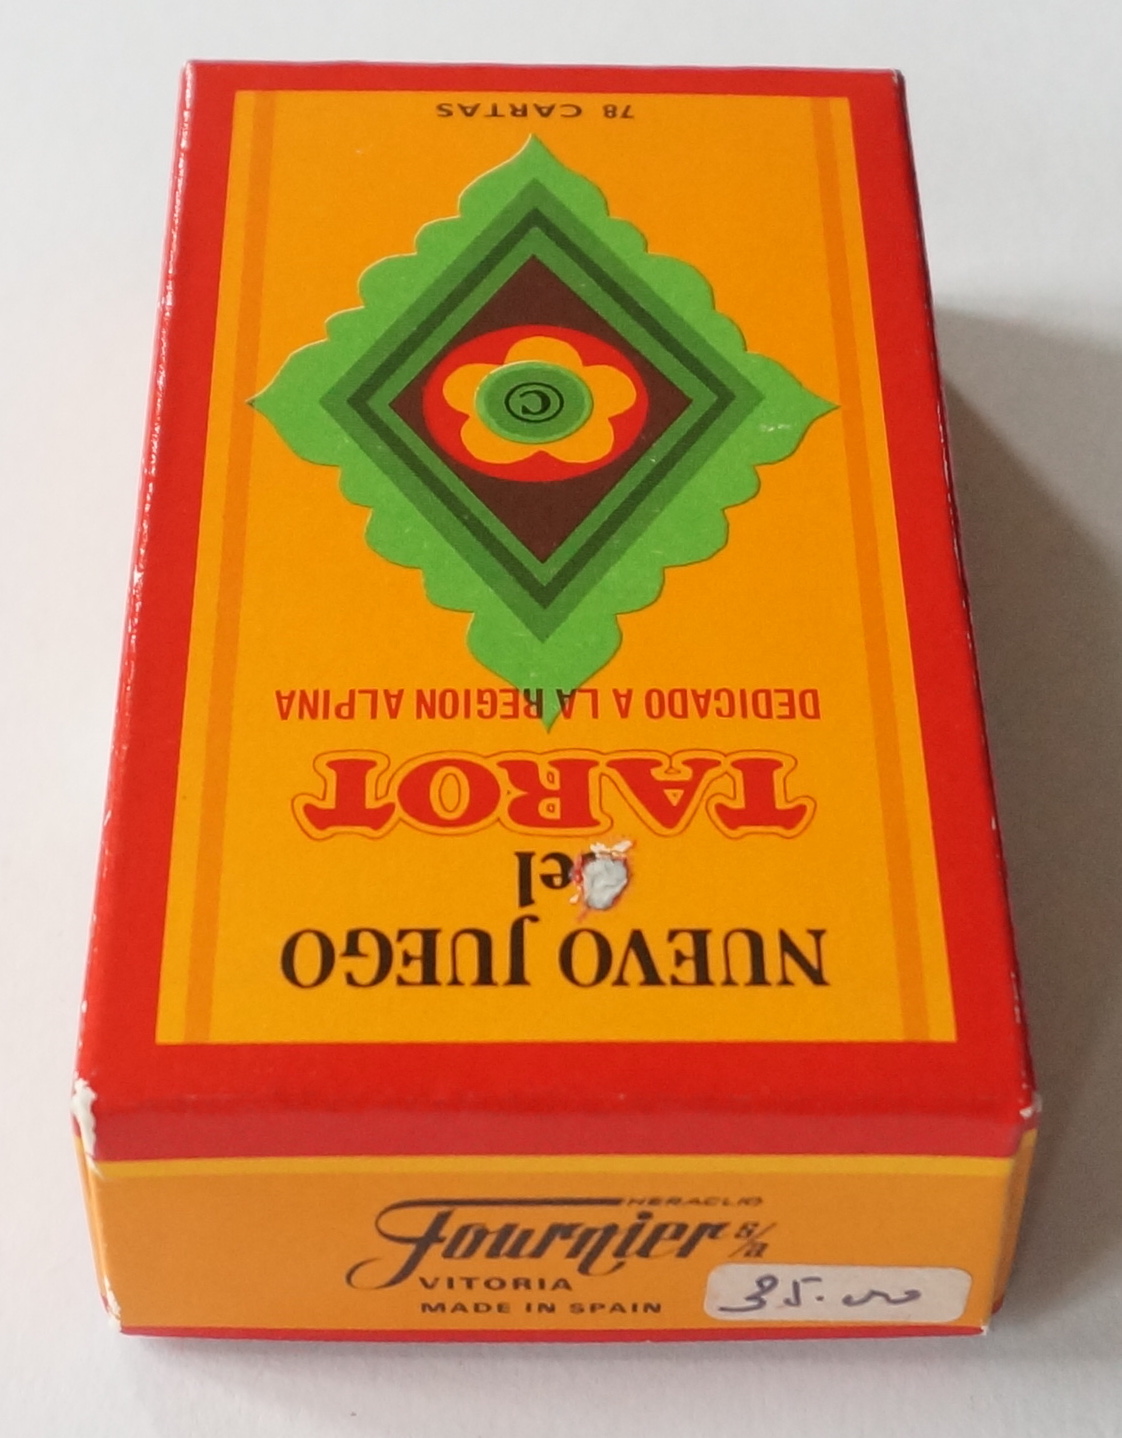 NUEVO JUEGO
el
TAROT
DEDICADO A LA REGION ALPINA
©
78 CARTAS
HERACLIO
Fournier s/a
VITORIA
MADE IN SPAIN
35.00